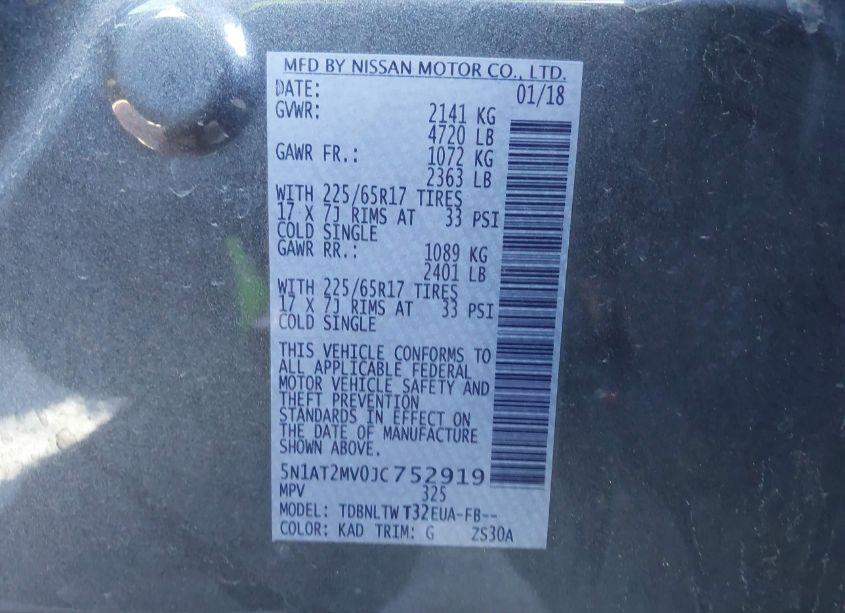 MFD BY NISSAN MOTOR CO., LTD.
DATE: 01/18
GVWR: 2141 KG
4720 LB
GAWR FR.: 1072 KG
2363 LB
WITH 225/65R17 TIRES
17 X 7J RIMS AT 33 PSI
COLD SINGLE
GAWR RR.: 1089 KG
2401 LB
WITH 225/65R17 TIRES
17 X 7J RIMS AT 33 PSI
COLD SINGLE
THIS VEHICLE CONFORMS TO
ALL APPLICABLE FEDERAL
MOTOR VEHICLE SAFETY AND
THEFT PREVENTION
STANDARDS IN EFFECT ON
THE DATE OF MANUFACTURE
SHOWN ABOVE.
5N1AT2MV0JC752919
MPV 325
MODEL: TDBNLTW T32EUA-FB--
COLOR: KAD TRIM: G ZS30A